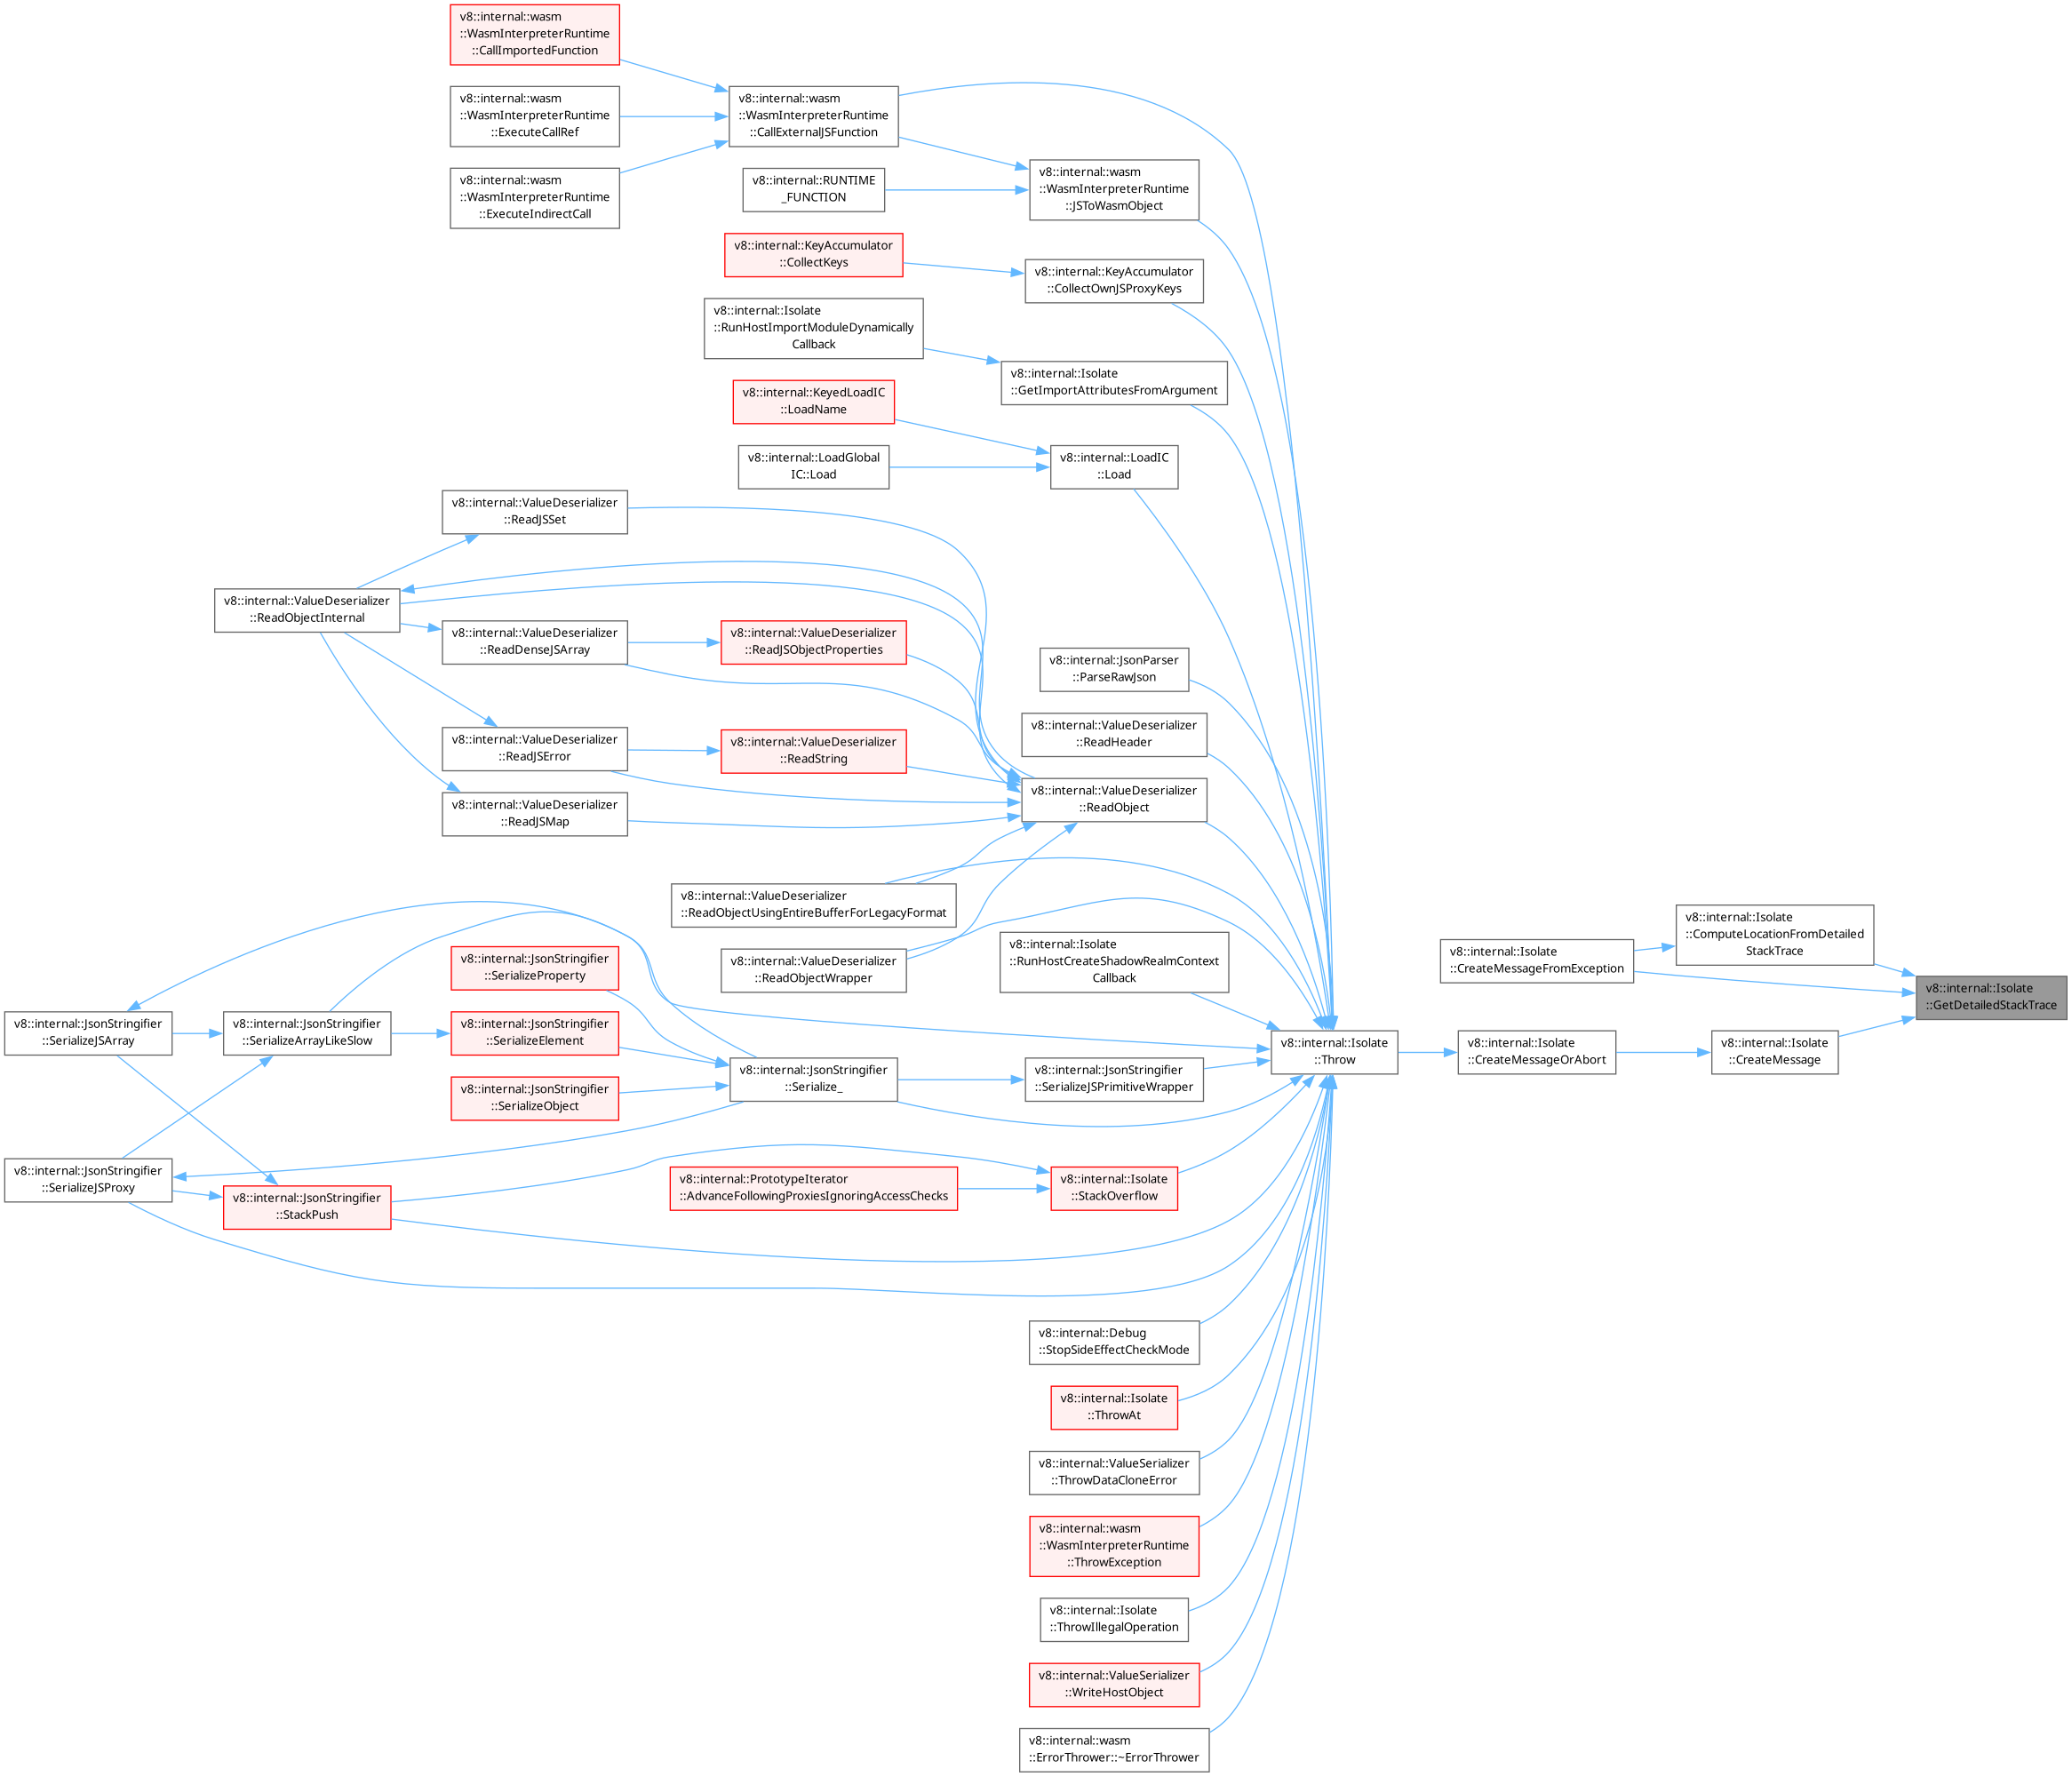 v8::internal::wasm
::WasmInterpreterRuntime
::CallImportedFunction
v8::internal::wasm
::WasmInterpreterRuntime
::ExecuteCallRef
v8::internal::wasm
::WasmInterpreterRuntime
::CallExternalJSFunction
v8::internal::wasm
::WasmInterpreterRuntime
::ExecuteIndirectCall
v8::internal::RUNTIME
_FUNCTION
v8::internal::wasm
::WasmInterpreterRuntime
::JSToWasmObject
v8::internal::KeyAccumulator
::CollectKeys
v8::internal::KeyAccumulator
::CollectOwnJSProxyKeys
v8::internal::Isolate
::RunHostImportModuleDynamically
Callback
v8::internal::Isolate
::GetImportAttributesFromArgument
v8::internal::KeyedLoadIC
::LoadName
v8::internal::LoadGlobal
IC::Load
v8::internal::LoadIC
::Load
v8::internal::ValueDeserializer
::ReadJSSet
v8::internal::ValueDeserializer
::ReadObjectInternal
v8::internal::ValueDeserializer
::ReadDenseJSArray
v8::internal::ValueDeserializer
::ReadJSObjectProperties
v8::internal::JsonParser
::ParseRawJson
v8::internal::ValueDeserializer
::ReadHeader
v8::internal::ValueDeserializer
::ReadJSError
v8::internal::ValueDeserializer
::ReadString
v8::internal::ValueDeserializer
::ReadObject
v8::internal::ValueDeserializer
::ReadJSMap
v8::internal::ValueDeserializer
::ReadObjectUsingEntireBufferForLegacyFormat
v8::internal::ValueDeserializer
::ReadObjectWrapper
v8::internal::Isolate
::RunHostCreateShadowRealmContext
Callback
v8::internal::Isolate
::CreateMessageFromException
v8::internal::Isolate
::ComputeLocationFromDetailed
StackTrace
v8::internal::Isolate
::GetDetailedStackTrace
v8::internal::JsonStringifier
::SerializeProperty
v8::internal::JsonStringifier
::SerializeJSArray
v8::internal::JsonStringifier
::SerializeArrayLikeSlow
v8::internal::JsonStringifier
::SerializeElement
v8::internal::JsonStringifier
::SerializeObject
v8::internal::JsonStringifier
::Serialize_
v8::internal::JsonStringifier
::SerializeJSPrimitiveWrapper
v8::internal::Isolate
::Throw
v8::internal::Isolate
::CreateMessageOrAbort
v8::internal::Isolate
::CreateMessage
v8::internal::JsonStringifier
::SerializeJSProxy
v8::internal::JsonStringifier
::StackPush
v8::internal::PrototypeIterator
::AdvanceFollowingProxiesIgnoringAccessChecks
v8::internal::Isolate
::StackOverflow
v8::internal::Debug
::StopSideEffectCheckMode
v8::internal::Isolate
::ThrowAt
v8::internal::ValueSerializer
::ThrowDataCloneError
v8::internal::wasm
::WasmInterpreterRuntime
::ThrowException
v8::internal::Isolate
::ThrowIllegalOperation
v8::internal::ValueSerializer
::WriteHostObject
v8::internal::wasm
::ErrorThrower::~ErrorThrower